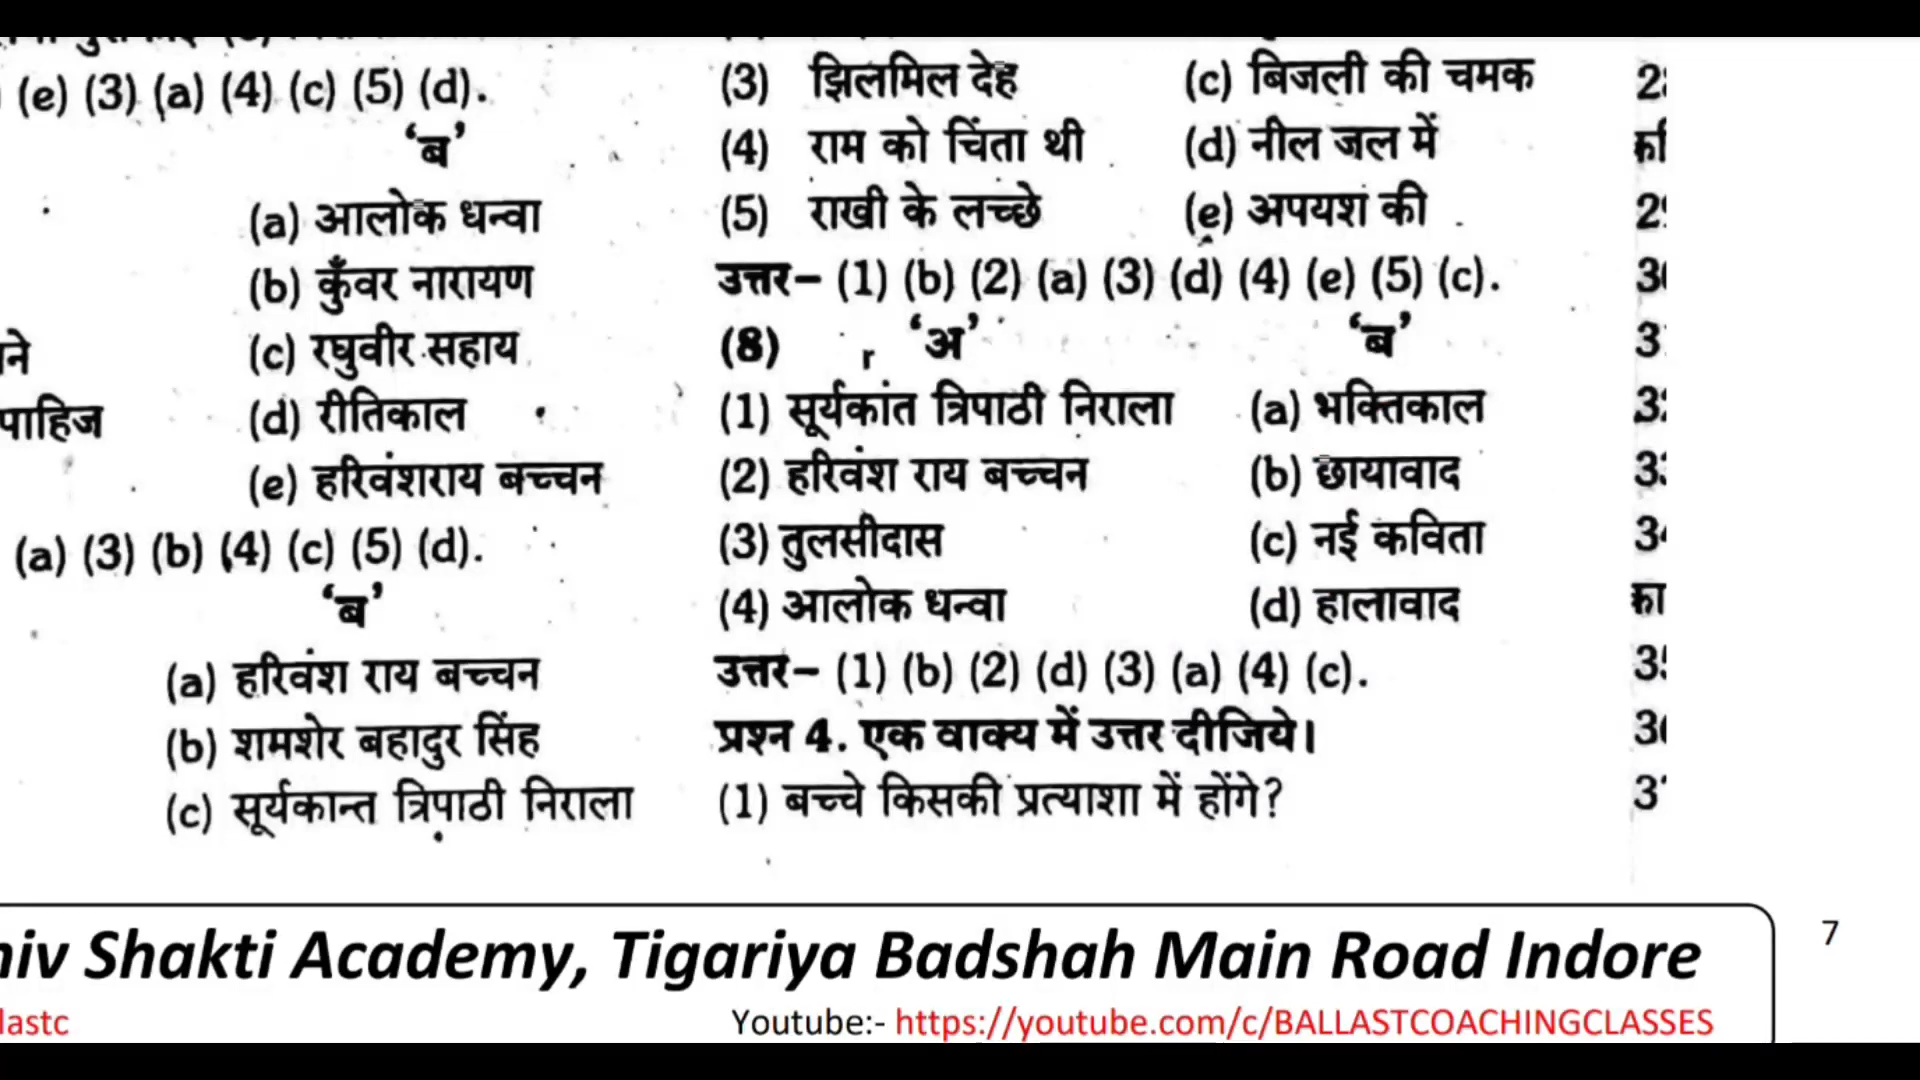 (e) (3) (a) (4) (c) (5) (d).
‘ब’
(a) आलोक धन्वा
(b) कुँवर नारायण
(c) रघुवीर सहाय
(d) रीतिकाल
(e) हरिवंशराय बच्चन
(a) (3) (b) (4) (c) (5) (d).
‘ब’
(a) हरिवंश राय बच्चन
(b) शमशेर बहादुर सिंह
(c) सूर्यकान्त त्रिपाठी निराला
(3) झिलमिल देह (c) बिजली की चमक
(4) राम को चिंता थी (d) नील जल में
(5) राखी के लच्छे (e) अपयश की
उत्तर– (1) (b) (2) (a) (3) (d) (4) (e) (5) (c).
(8) ‘अ’ ‘ब’
(1) सूर्यकांत त्रिपाठी निराला (a) भक्तिकाल
(2) हरिवंश राय बच्चन (b) छायावाद
(3) तुलसीदास (c) नई कविता
(4) आलोक धन्वा (d) हालावाद
उत्तर– (1) (b) (2) (d) (3) (a) (4) (c).
प्रश्न 4. एक वाक्य में उत्तर दीजिये।
(1) बच्चे किसकी प्रत्याशा में होंगे?
Shakti Academy, Tigariya Badshah Main Road Indore
7
Youtube:- https://youtube.com/c/BALLASTCOACHINGCLASSES